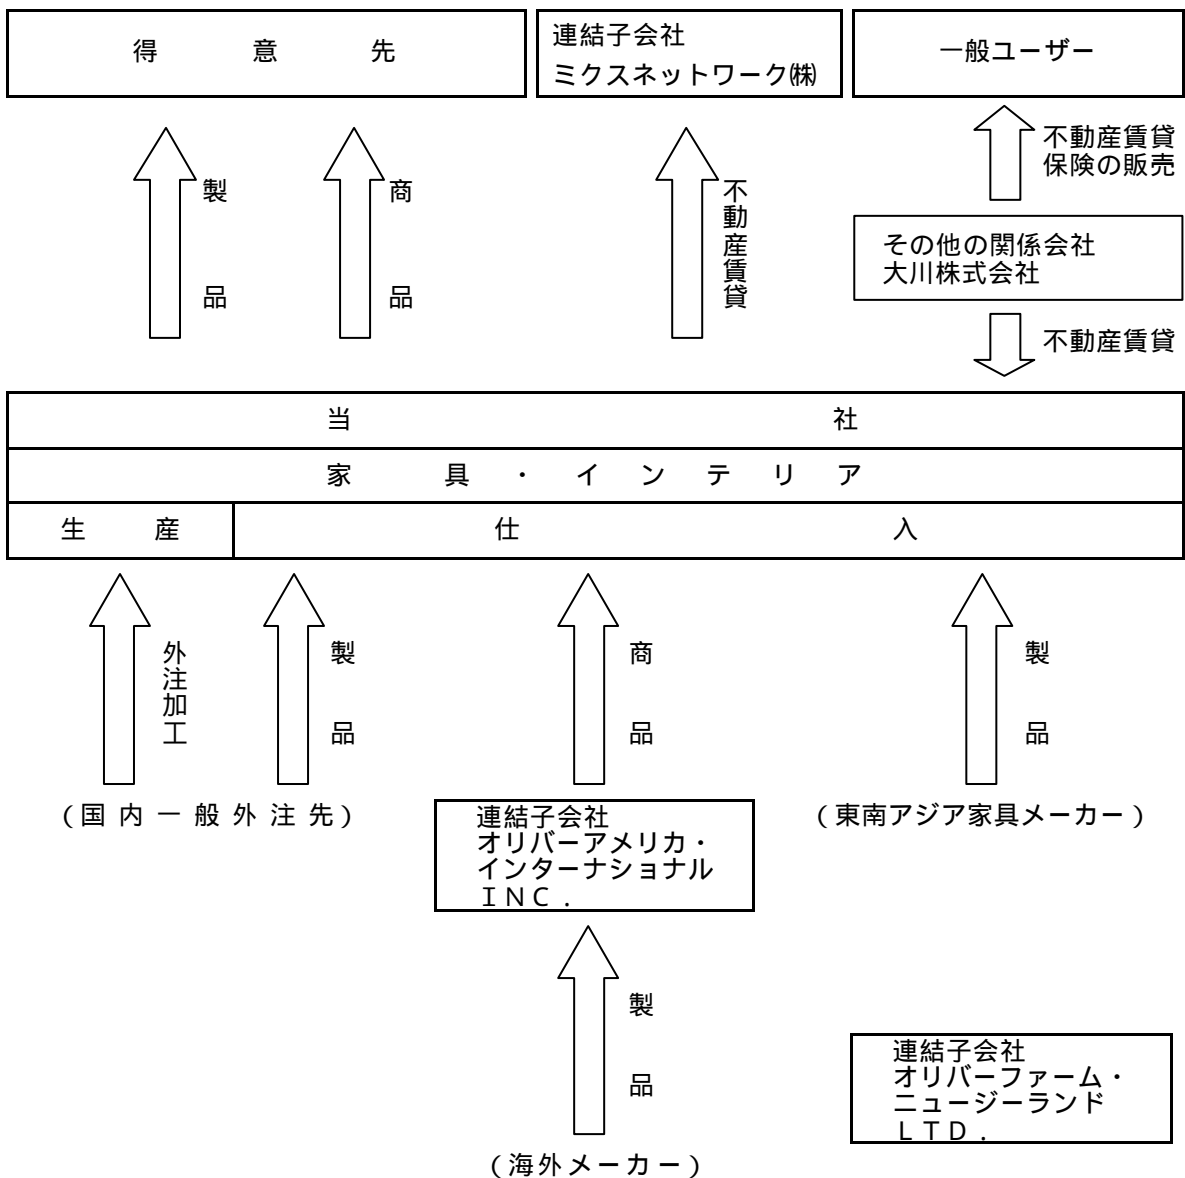 得意先
連結子会社
ミクスネットワーク㈱
一般ユーザー
製品
商品
不動産賃貸
不動産賃貸
保険の販売
その他の関係会社
大川株式会社
不動産賃貸
当社
家具・インテリア
生産
仕入
外注加工
製品
商品
製品
(国内一般外注先)
連結子会社
オリバーアメリカ・
インターナショナル
ＩＮＣ．
(東南アジア家具メーカー)
製品
連結子会社
オリバーファーム・
ニュージーランド
ＬＴＤ．
(海外メーカー)